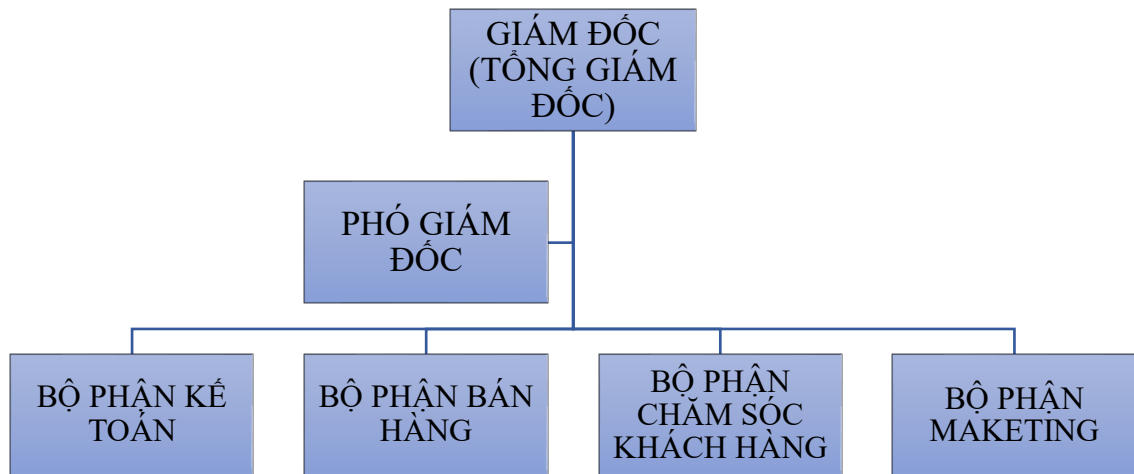 GIÁM ĐỐC
(TỔNG GIÁM
ĐỐC)
PHÓ GIÁM
ĐỐC
BỘ PHẬN KẾ
TOÁN
BỘ PHẬN BÁN
HÀNG
BỘ PHẬN
CHĂM SÓC
KHÁCH HÀNG
BỘ PHẬN
MAKETING